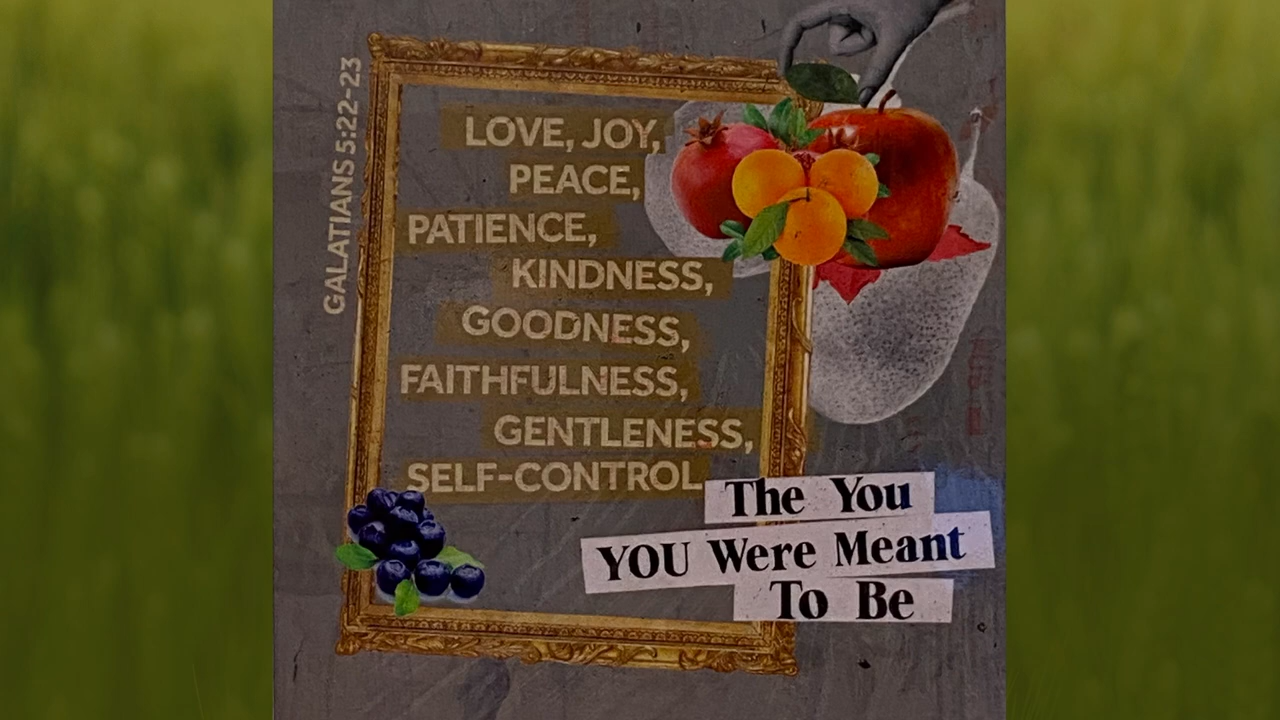 GALATIANS 5:22-23
LOVE, JOY,
PEACE,
PATIENCE,
KINDNESS,
GOODNESS,
FAITHFULNESS,
GENTLENESS,
SELF-CONTROL
The You
YOU Were Meant
To Be